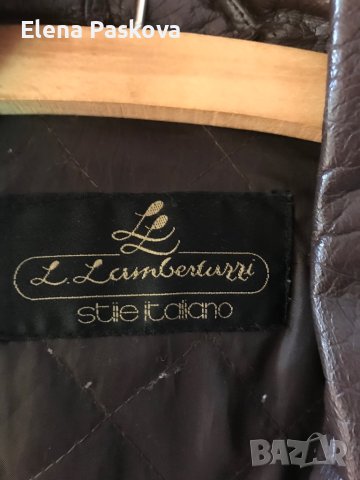 Elena Paskova
LL
L. Lambertazzi
stile italiano
BAZAR